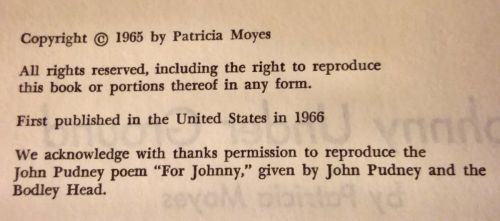 Copyright © 1965 by Patricia Moyes
All rights reserved, including the right to reproduce
this book or portions thereof in any form.
First published in the United States in 1966
We acknowledge with thanks permission to reproduce the
John Pudney poem “For Johnny,” given by John Pudney and the
Bodley Head.